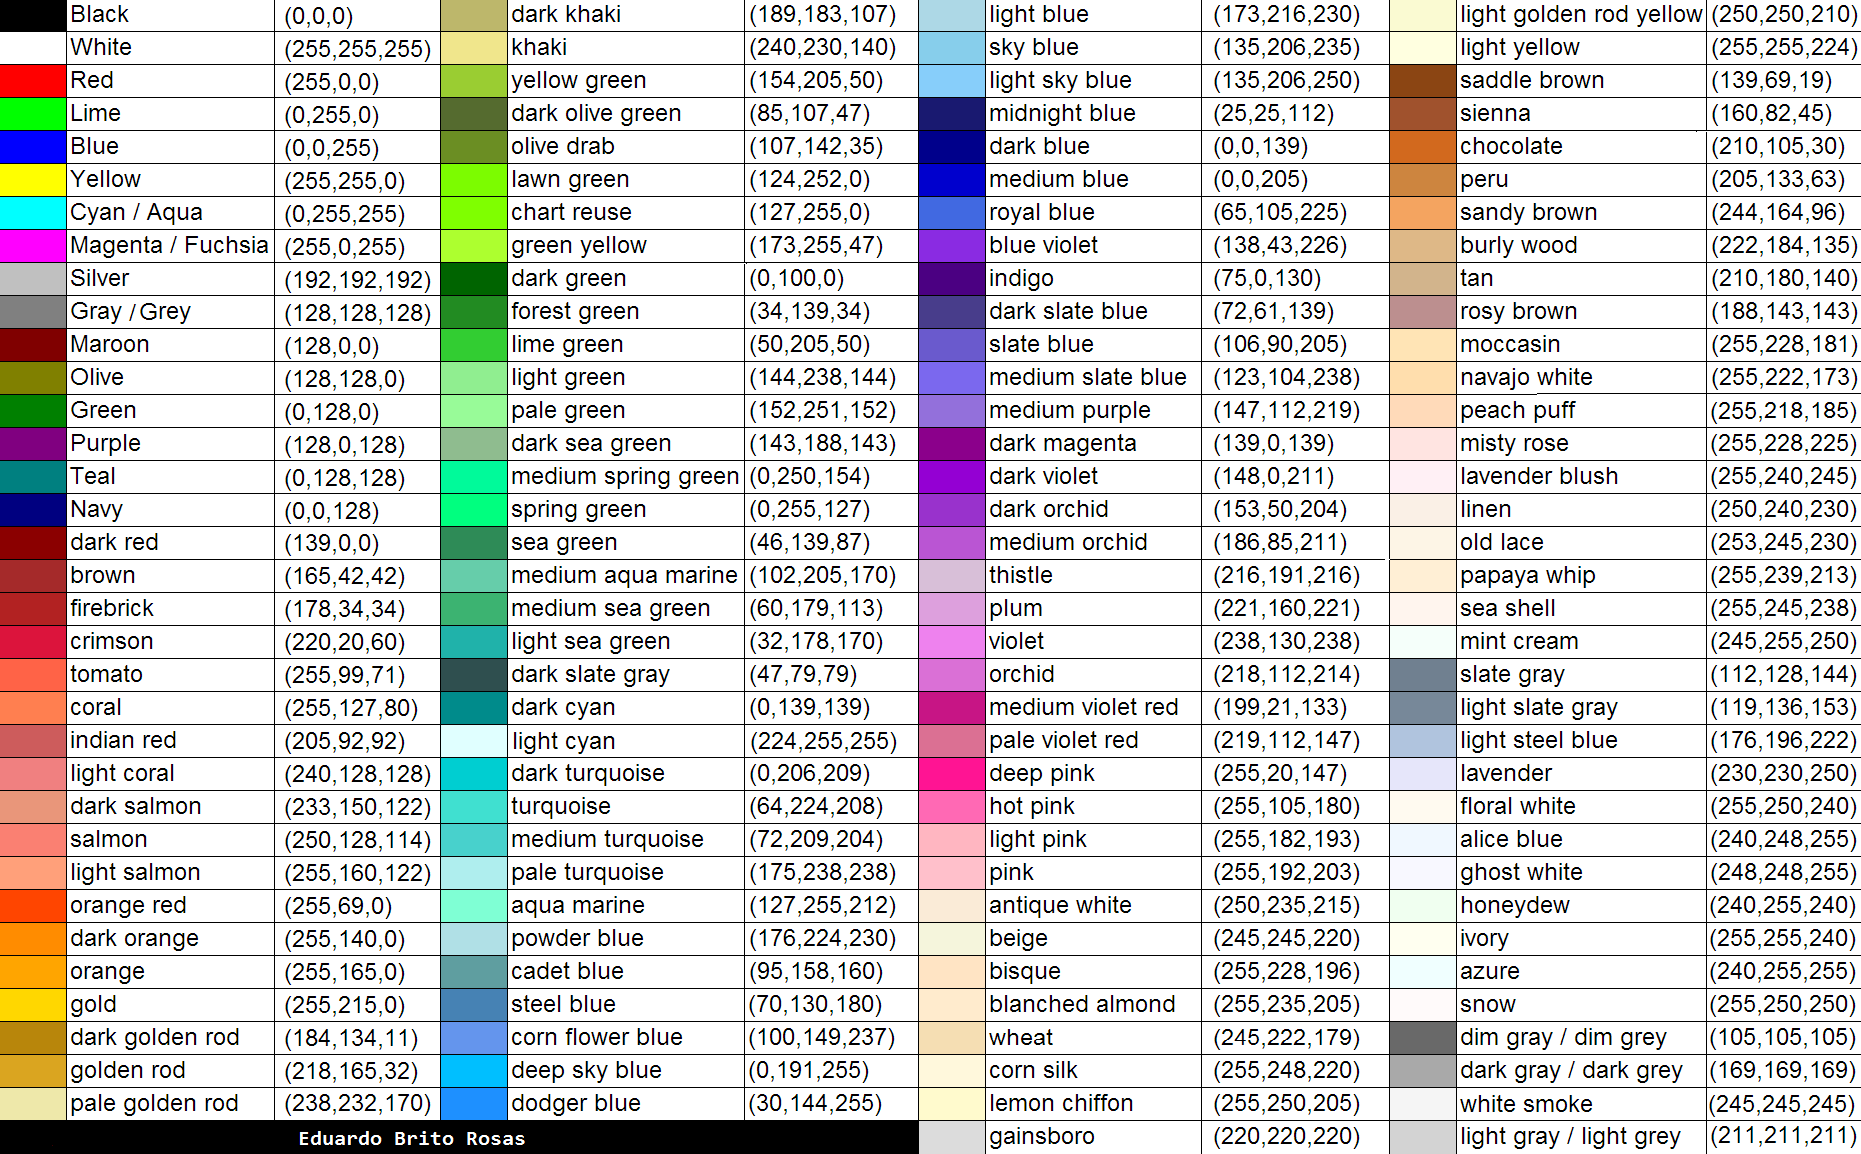 Black (0,0,0) dark khaki (189,183,107) light blue (173,216,230) light golden rod yellow (250,250,210)
White (255,255,255) khaki (240,230,140) sky blue (135,206,235) light yellow (255,255,224)
Red (255,0,0) yellow green (154,205,50) light sky blue (135,206,250) saddle brown (139,69,19)
Lime (0,255,0) dark olive green (85,107,47) midnight blue (25,25,112) sienna (160,82,45)
Blue (0,0,255) olive drab (107,142,35) dark blue (0,0,139) chocolate (210,105,30)
Yellow (255,255,0) lawn green (124,252,0) medium blue (0,0,205) peru (205,133,63)
Cyan / Aqua (0,255,255) chart reuse (127,255,0) royal blue (65,105,225) sandy brown (244,164,96)
Magenta / Fuchsia (255,0,255) green yellow (173,255,47) blue violet (138,43,226) burly wood (222,184,135)
Silver (192,192,192) dark green (0,100,0) indigo (75,0,130) tan (210,180,140)
Gray / Grey (128,128,128) forest green (34,139,34) dark slate blue (72,61,139) rosy brown (188,143,143)
Maroon (128,0,0) lime green (50,205,50) slate blue (106,90,205) moccasin (255,228,181)
Olive (128,128,0) light green (144,238,144) medium slate blue (123,104,238) navajo white (255,222,173)
Green (0,128,0) pale green (152,251,152) medium purple (147,112,219) peach puff (255,218,185)
Purple (128,0,128) dark sea green (143,188,143) dark magenta (139,0,139) misty rose (255,228,225)
Teal (0,128,128) medium spring green (0,250,154) dark violet (148,0,211) lavender blush (255,240,245)
Navy (0,0,128) spring green (0,255,127) dark orchid (153,50,204) linen (250,240,230)
dark red (139,0,0) sea green (46,139,87) medium orchid (186,85,211) old lace (253,245,230)
brown (165,42,42) medium aqua marine (102,205,170) thistle (216,191,216) papaya whip (255,239,213)
firebrick (178,34,34) medium sea green (60,179,113) plum (221,160,221) sea shell (255,245,238)
crimson (220,20,60) light sea green (32,178,170) violet (238,130,238) mint cream (245,255,250)
tomato (255,99,71) dark slate gray (47,79,79) orchid (218,112,214) slate gray (112,128,144)
coral (255,127,80) dark cyan (0,139,139) medium violet red (199,21,133) light slate gray (119,136,153)
indian red (205,92,92) light cyan (224,255,255) pale violet red (219,112,147) light steel blue (176,196,222)
light coral (240,128,128) dark turquoise (0,206,209) deep pink (255,20,147) lavender (230,230,250)
dark salmon (233,150,122) turquoise (64,224,208) hot pink (255,105,180) floral white (255,250,240)
salmon (250,128,114) medium turquoise (72,209,204) light pink (255,182,193) alice blue (240,248,255)
light salmon (255,160,122) pale turquoise (175,238,238) pink (255,192,203) ghost white (248,248,255)
orange red (255,69,0) aqua marine (127,255,212) antique white (250,235,215) honeydew (240,255,240)
dark orange (255,140,0) powder blue (176,224,230) beige (245,245,220) ivory (255,255,240)
orange (255,165,0) cadet blue (95,158,160) bisque (255,228,196) azure (240,255,255)
gold (255,215,0) steel blue (70,130,180) blanched almond (255,235,205) snow (255,250,250)
dark golden rod (184,134,11) corn flower blue (100,149,237) wheat (245,222,179) dim gray / dim grey (105,105,105)
golden rod (218,165,32) deep sky blue (0,191,255) corn silk (255,248,220) dark gray / dark grey (169,169,169)
pale golden rod (238,232,170) dodger blue (30,144,255) lemon chiffon (255,250,205) white smoke (245,245,245)
Eduardo Brito Rosas gainsboro (220,220,220) light gray / light grey (211,211,211)